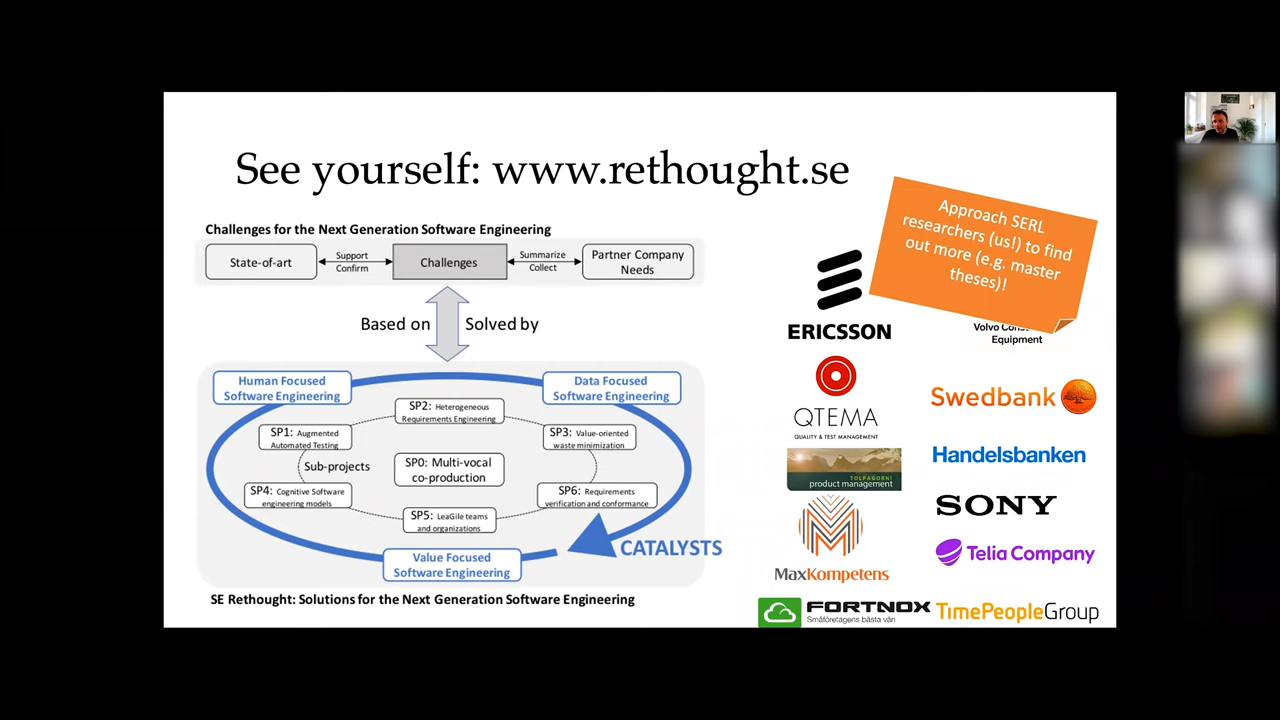 See yourself: www.rethought.se
Approach SERL
researchers (us!) to find
out more (e.g. master
theses)!
Challenges for the Next Generation Software Engineering
State-of-art
Support
Confirm
Challenges
Summarize
Collect
Partner Company
Needs
Based on
Solved by
Human Focused
Software Engineering
Data Focused
Software Engineering
SP2: Heterogeneous
Requirements Engineering
SP1: Augmented
Automated Testing
SP3: Value-oriented
waste minimization
Sub-projects
SP0: Multi-vocal
co-production
SP4: Cognitive Software
engineering models
SP6: Requirements
verification and conformance
SP5: LeaGile teams
and organizations
CATALYSTS
Value Focused
Software Engineering
SE Rethought: Solutions for the Next Generation Software Engineering
ERICSSON
Volvo
Equipment
QTEMA
QUALITY & TEST MANAGEMENT
Swedbank
TOLPAGORNI
product management
Handelsbanken
SONY
MaxKompetens
Telia Company
FORTNOX
Småföretagens bästa vän
TimePeopleGroup